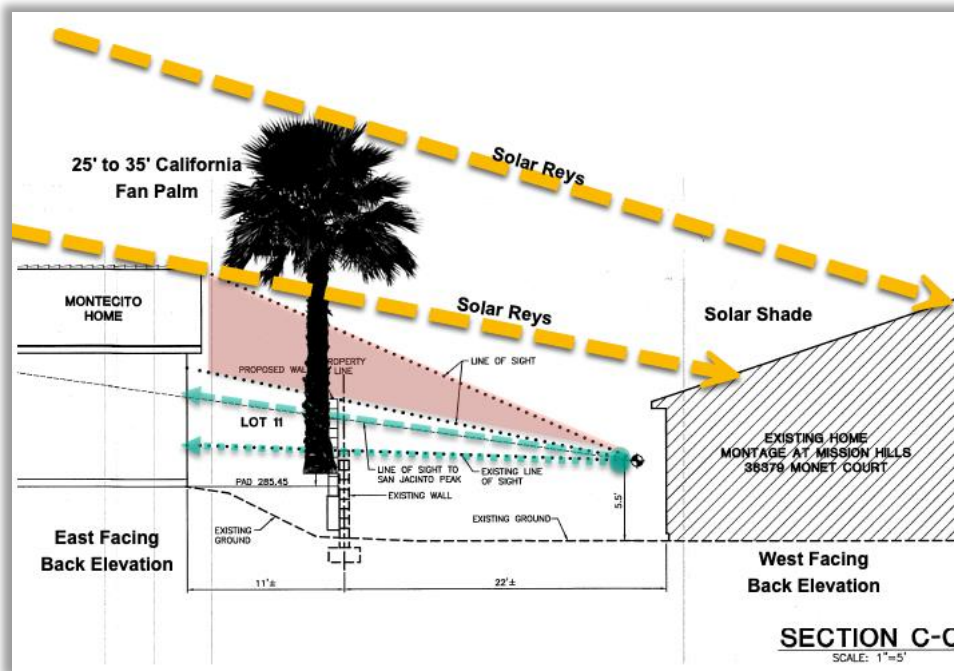 Solar Reys
25' to 35' California
Fan Palm
MONTECITO
HOME
Solar Reys
Solar Shade
PROPERTY
PROPOSED WALL LINE
LINE OF SIGHT
LOT 11
EXISTING HOME
MONTAGE AT MISSION HILLS
36379 MONET COURT
LINE OF SIGHT TO
SAN JACINTO PEAK
EXISTING LINE
OF SIGHT
PAD 285.45
EXISTING WALL
5.5'
EXISTING
GROUND
EXISTING GROUND
East Facing
Back Elevation
West Facing
Back Elevation
11'±
22'±
SECTION C-C
SCALE: 1"=5'